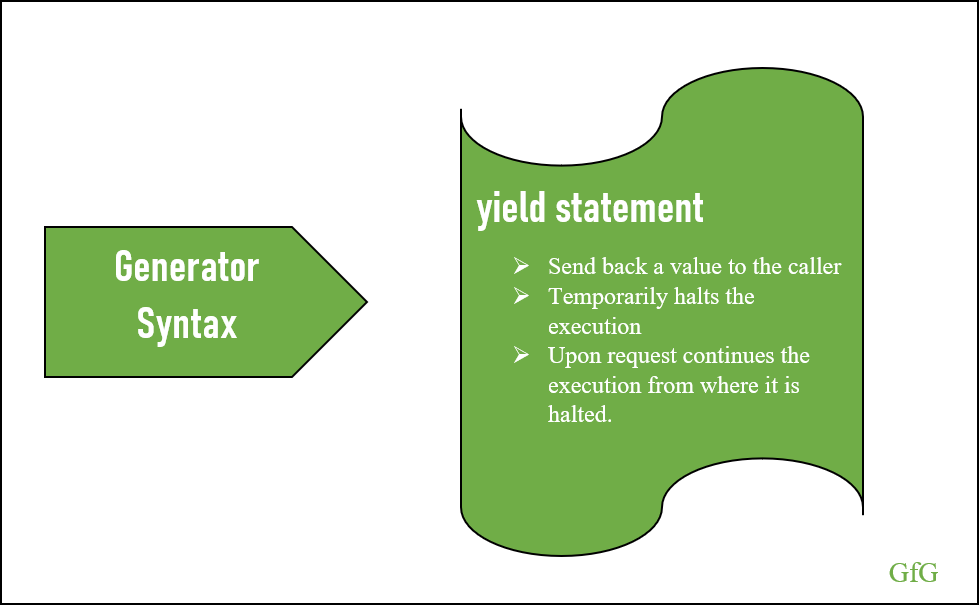 Generator
Syntax
yield statement
➢ Send back a value to the caller
➢ Temporarily halts the
execution
➢ Upon request continues the
execution from where it is
halted.
GfG